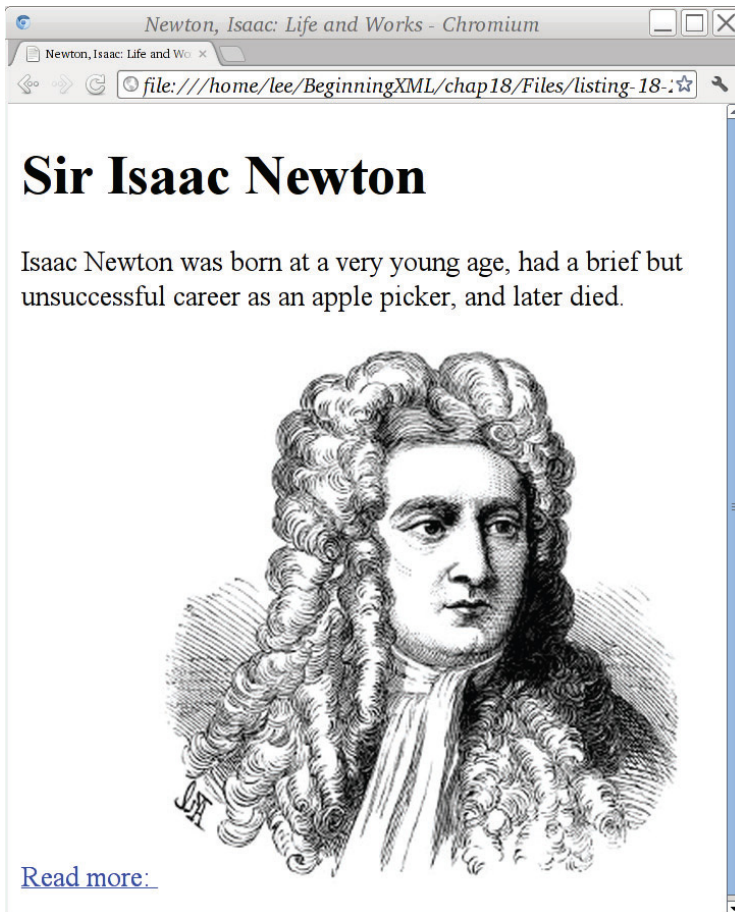 Newton, Isaac: Life and Works - Chromium
Newton, Isaac: Life and Wo
file:///home/lee/BeginningXML/chap18/Files/listing-18-
Sir Isaac Newton
Isaac Newton was born at a very young age, had a brief but
unsuccessful career as an apple picker, and later died.
Read more: